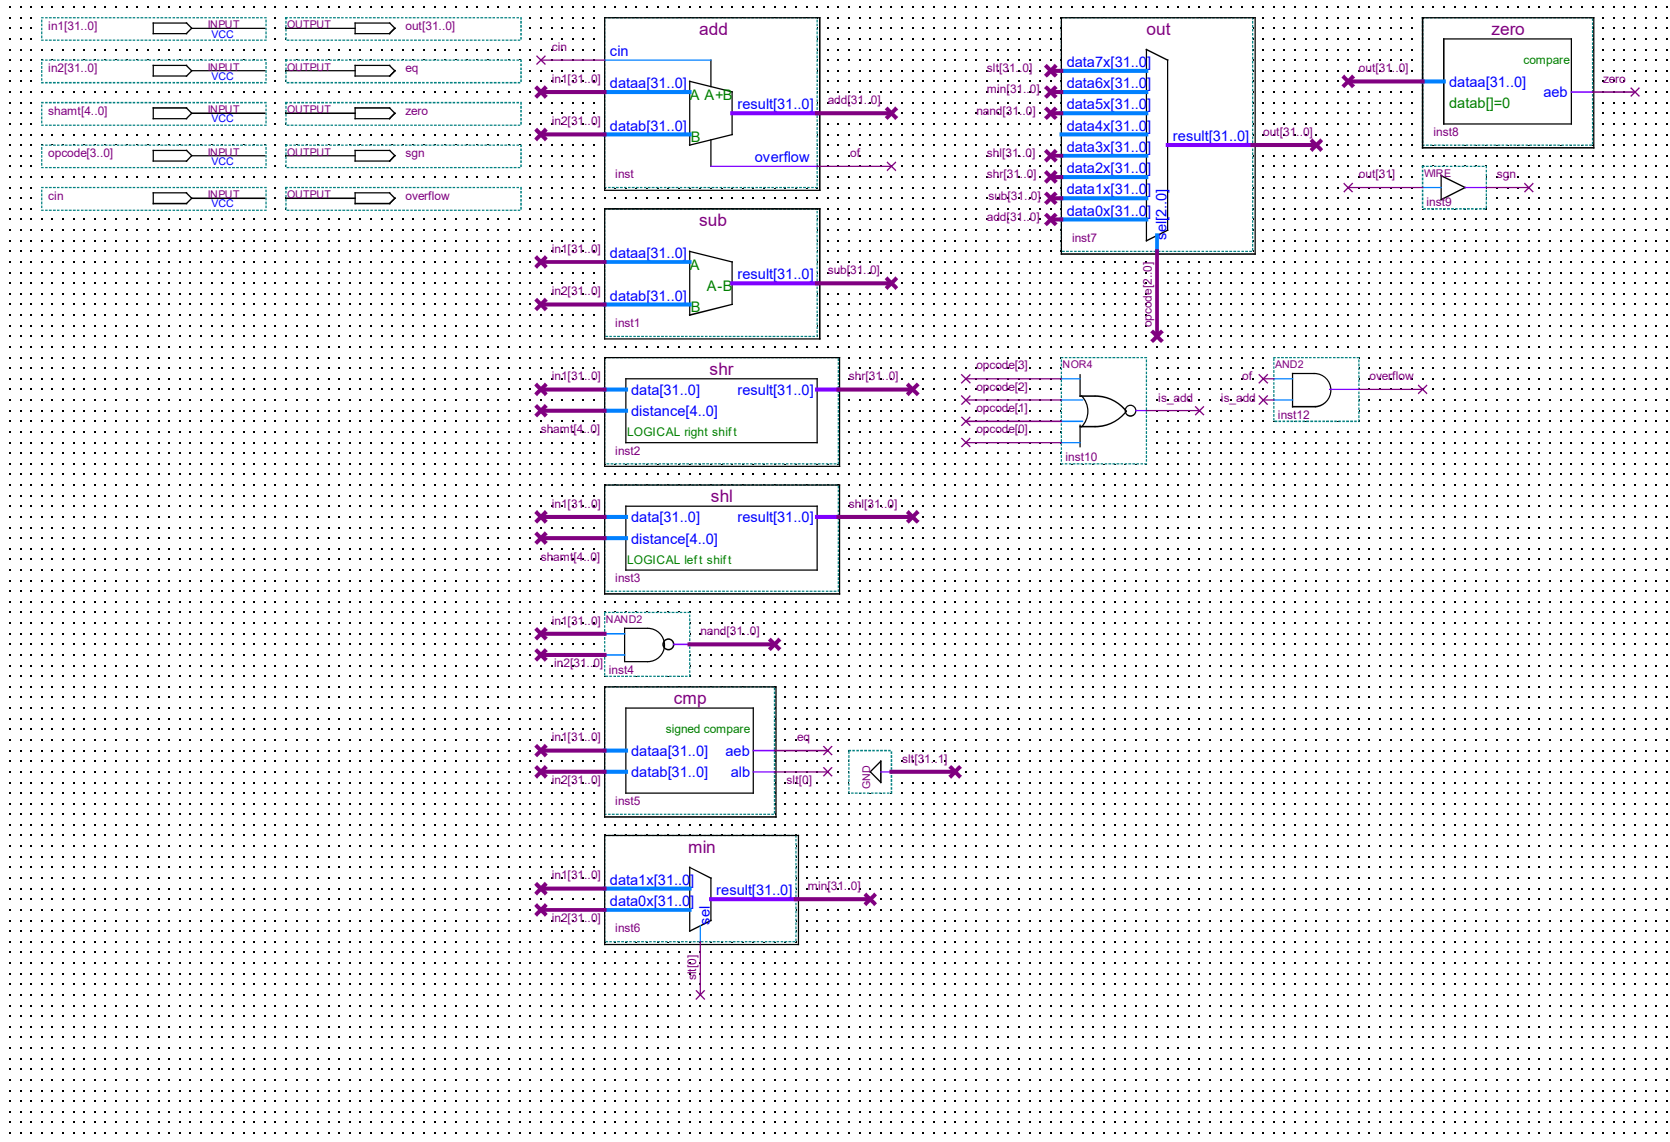 in1[31..0]
INPUT
VCC
OUTPUT
out[31..0]
in2[31..0]
INPUT
VCC
OUTPUT
eq
shamt[4..0]
INPUT
VCC
OUTPUT
zero
opcode[3..0]
INPUT
VCC
OUTPUT
sgn
cin
INPUT
VCC
OUTPUT
overflow
add
cin
cin
in1[31..0]
dataa[31..0]
A A+B
result[31..0]
add[31..0]
in2[31..0]
datab[31..0]
B
overflow
of
inst
sub
in1[31..0]
dataa[31..0]
A
A-B
result[31..0]
sub[31..0]
in2[31..0]
datab[31..0]
B
inst1
shr
in1[31..0]
data[31..0]
result[31..0]
shr[31..0]
distance[4..0]
shamt[4..0]
LOGICAL right shift
inst2
shl
in1[31..0]
data[31..0]
result[31..0]
shl[31..0]
distance[4..0]
shamt[4..0]
LOGICAL left shift
inst3
NAND2
in1[31..0]
nand[31..0]
in2[31..0]
inst4
cmp
signed compare
in1[31..0]
dataa[31..0]
aeb
eq
in2[31..0]
datab[31..0]
alb
slt[0]
inst5
GND
slt[31..1]
min
in1[31..0]
data1x[31..0]
result[31..0]
min[31..0]
in2[31..0]
data0x[31..0]
sel
inst6
slt[0]
out
slt[31..0]
data7x[31..0]
min[31..0]
data6x[31..0]
nand[31..0]
data5x[31..0]
data4x[31..0]
shl[31..0]
data3x[31..0]
shr[31..0]
data2x[31..0]
sub[31..0]
data1x[31..0]
add[31..0]
data0x[31..0]
result[31..0]
out[31..0]
sel[2..0]
inst7
opcode[2..0]
zero
compare
out[31..0]
dataa[31..0]
aeb
zero
datab[]=0
inst8
WIRE
out[31]
sgn
inst9
NOR4
opcode[3]
opcode[2]
opcode[1]
opcode[0]
is_add
inst10
AND2
of
is_add
overflow
inst12